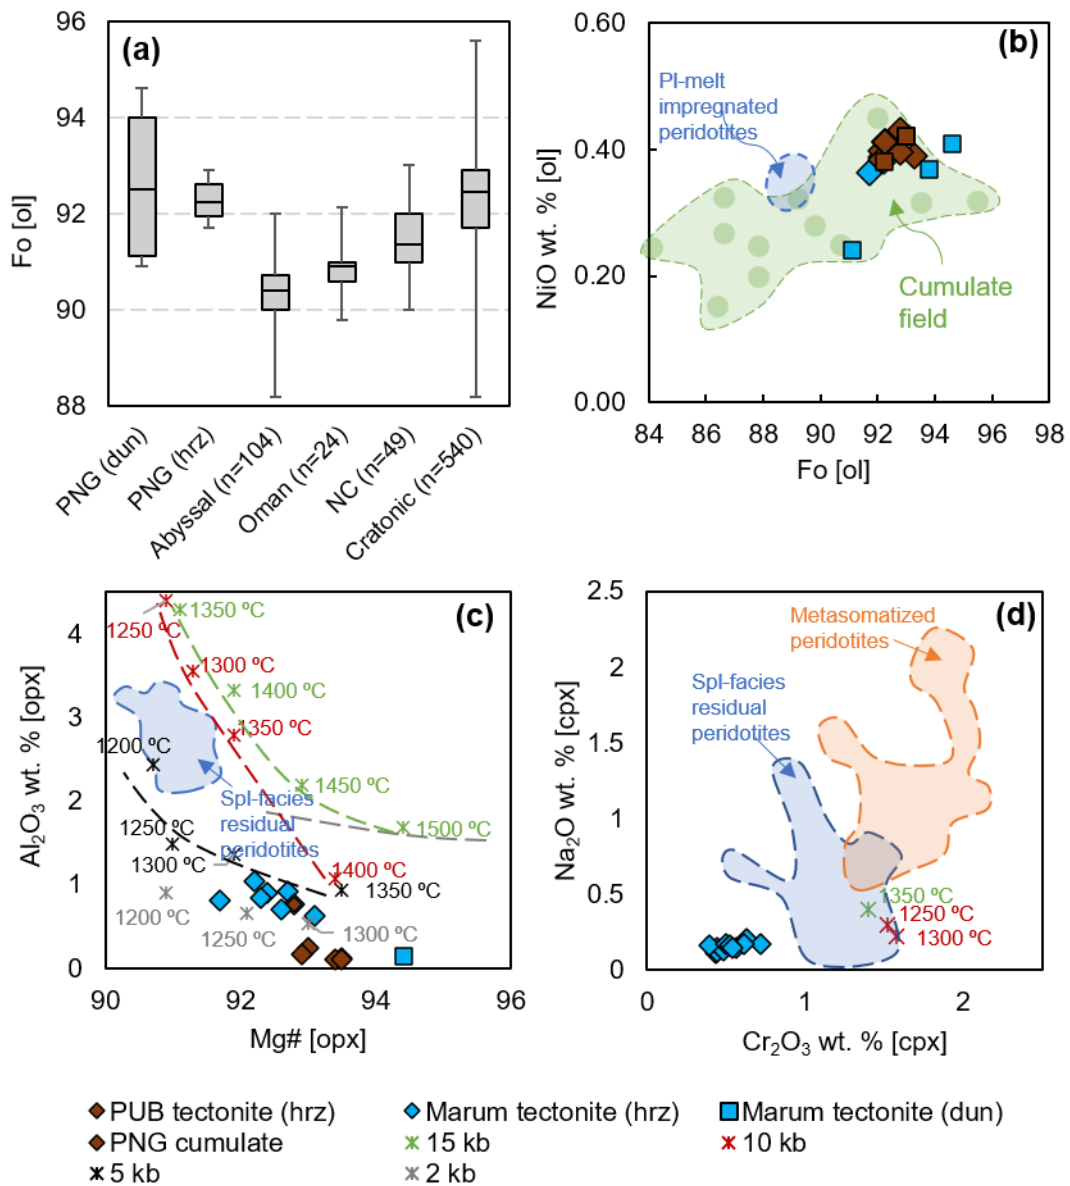 (a)
Fo [ol]
96
94
92
90
88
PNG (dun)
PNG (hrz)
Abyssal (n=104)
Oman (n=24)
NC (n=49)
Cratonic (n=540)
(b)
NiO wt. % [ol]
0.60
0.40
0.20
0.00
Pl-melt
impregnated
peridotites
Cumulate
field
84 86 88 90 92 94 96 98
Fo [ol]
(c)
Al2O3 wt. % [opx]
4
3
2
1
0
1250 ºC
1350 ºC
1300 ºC
1400 ºC
1350 ºC
1200 ºC
1450 ºC
Spl-facies
residual
peridotites
1250 ºC
1500 ºC
1300 ºC
1400 ºC
1350 ºC
1200 ºC
1250 ºC
1300 ºC
90 92 94 96
Mg# [opx]
(d)
Na2O wt. % [cpx]
2.5
2
1.5
1
0.5
0
Metasomatized
peridotites
Spl-facies
residual
peridotites
1350 ºC
1250 ºC
1300 ºC
0 1 2
Cr2O3 wt. % [cpx]
PUB tectonite (hrz) Marum tectonite (hrz) Marum tectonite (dun)
PNG cumulate 15 kb 10 kb
5 kb 2 kb